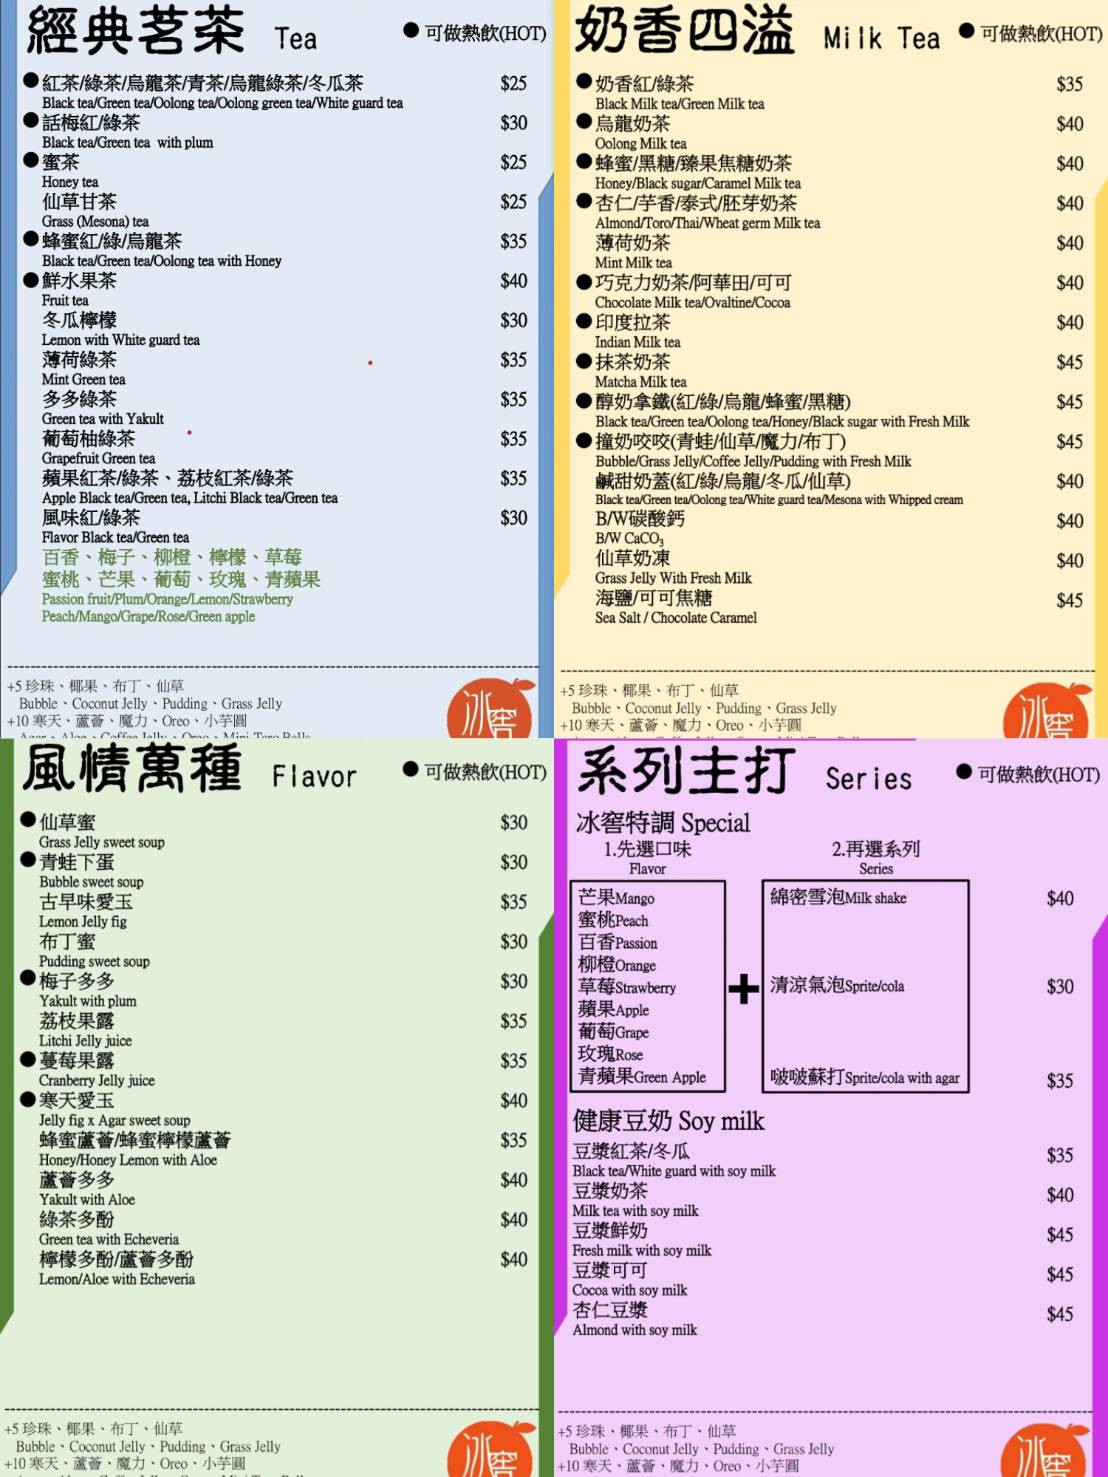 經典茗茶 Tea ●可做熱飲(HOT)
●紅茶/綠茶/烏龍茶/青茶/烏龍綠茶/冬瓜茶 $25
Black tea/Green tea/Oolong tea/Oolong green tea/White guard tea
●話梅紅/綠茶 $30
Black tea/Green tea with plum
●蜜茶 $25
Honey tea
仙草甘茶 $25
Grass (Mesona) tea
●蜂蜜紅/綠/烏龍茶 $35
Black tea/Green tea/Oolong tea with Honey
●鮮水果茶 $40
Fruit tea
冬瓜檸檬 $30
Lemon with White guard tea
薄荷綠茶 $35
Mint Green tea
多多綠茶 $35
Green tea with Yakult
葡萄柚綠茶 $35
Grapefruit Green tea
蘋果紅茶/綠茶、荔枝紅茶/綠茶 $35
Apple Black tea/Green tea, Litchi Black tea/Green tea
風味紅/綠茶 $30
Flavor Black tea/Green tea
百香、梅子、柳橙、檸檬、草莓
蜜桃、芒果、葡萄、玫瑰、青蘋果
Passion fruit/Plum/Orange/Lemon/Strawberry
Peach/Mango/Grape/Rose/Green apple
+5 珍珠、椰果、布丁、仙草
Bubble、Coconut Jelly、Pudding、Grass Jelly
+10 寒天、蘆薈、魔力、Oreo、小芋圓
冰窖
奶香四溢 Milk Tea ●可做熱飲(HOT)
●奶香紅/綠茶 $35
Black Milk tea/Green Milk tea
●烏龍奶茶 $40
Oolong Milk tea
●蜂蜜/黑糖/臻果焦糖奶茶 $40
Honey/Black sugar/Caramel Milk tea
●杏仁/芋香/泰式/胚芽奶茶 $40
Almond/Toro/Thai/Wheat germ Milk tea
薄荷奶茶 $40
Mint Milk tea
●巧克力奶茶/阿華田/可可 $40
Chocolate Milk tea/Ovaltine/Cocoa
●印度拉茶 $40
Indian Milk tea
●抹茶奶茶 $45
Matcha Milk tea
●醇奶拿鐵(紅/綠/烏龍/蜂蜜/黑糖) $45
Black tea/Green tea/Oolong tea/Honey/Black sugar with Fresh Milk
●撞奶咬咬(青蛙/仙草/魔力/布丁) $45
Bubble/Grass Jelly/Coffee Jelly/Pudding with Fresh Milk
鹹甜奶蓋(紅/綠/烏龍/冬瓜/仙草) $40
Black tea/Green tea/Oolong tea/White guard tea/Mesona with Whipped cream
B/W碳酸鈣 $40
B/W CaCO₃
仙草奶凍 $40
Grass Jelly With Fresh Milk
海鹽/可可焦糖 $45
Sea Salt / Chocolate Caramel
+5 珍珠、椰果、布丁、仙草
Bubble、Coconut Jelly、Pudding、Grass Jelly
+10 寒天、蘆薈、魔力、Oreo、小芋圓
冰窖
風情萬種 Flavor ●可做熱飲(HOT)
●仙草蜜 $30
Grass Jelly sweet soup
●青蛙下蛋 $30
Bubble sweet soup
古早味愛玉 $35
Lemon Jelly fig
布丁蜜 $30
Pudding sweet soup
●梅子多多 $30
Yakult with plum
荔枝果露 $35
Litchi Jelly juice
●蔓莓果露 $35
Cranberry Jelly juice
●寒天愛玉 $40
Jelly fig x Agar sweet soup
蜂蜜蘆薈/蜂蜜檸檬蘆薈 $35
Honey/Honey Lemon with Aloe
蘆薈多多 $40
Yakult with Aloe
綠茶多酚 $40
Green tea with Echeveria
檸檬多酚/蘆薈多酚 $40
Lemon/Aloe with Echeveria
+5 珍珠、椰果、布丁、仙草
Bubble、Coconut Jelly、Pudding、Grass Jelly
+10 寒天、蘆薈、魔力、Oreo、小芋圓
冰窖
系列主打 Series ●可做熱飲(HOT)
冰窖特調 Special
1.先選口味 2.再選系列
Flavor Series
芒果Mango 綿密雪泡Milk shake $40
蜜桃Peach
百香Passion
柳橙Orange
草莓Strawberry + 清涼氣泡Sprite/cola $30
蘋果Apple
葡萄Grape
玫瑰Rose
青蘋果Green Apple 啵啵蘇打Sprite/cola with agar $35
健康豆奶 Soy milk
豆漿紅茶/冬瓜 $35
Black tea/White guard with soy milk
豆漿奶茶 $40
Milk tea with soy milk
豆漿鮮奶 $45
Fresh milk with soy milk
豆漿可可 $45
Cocoa with soy milk
杏仁豆漿 $45
Almond with soy milk
+5 珍珠、椰果、布丁、仙草
Bubble、Coconut Jelly、Pudding、Grass Jelly
+10 寒天、蘆薈、魔力、Oreo、小芋圓
冰窖